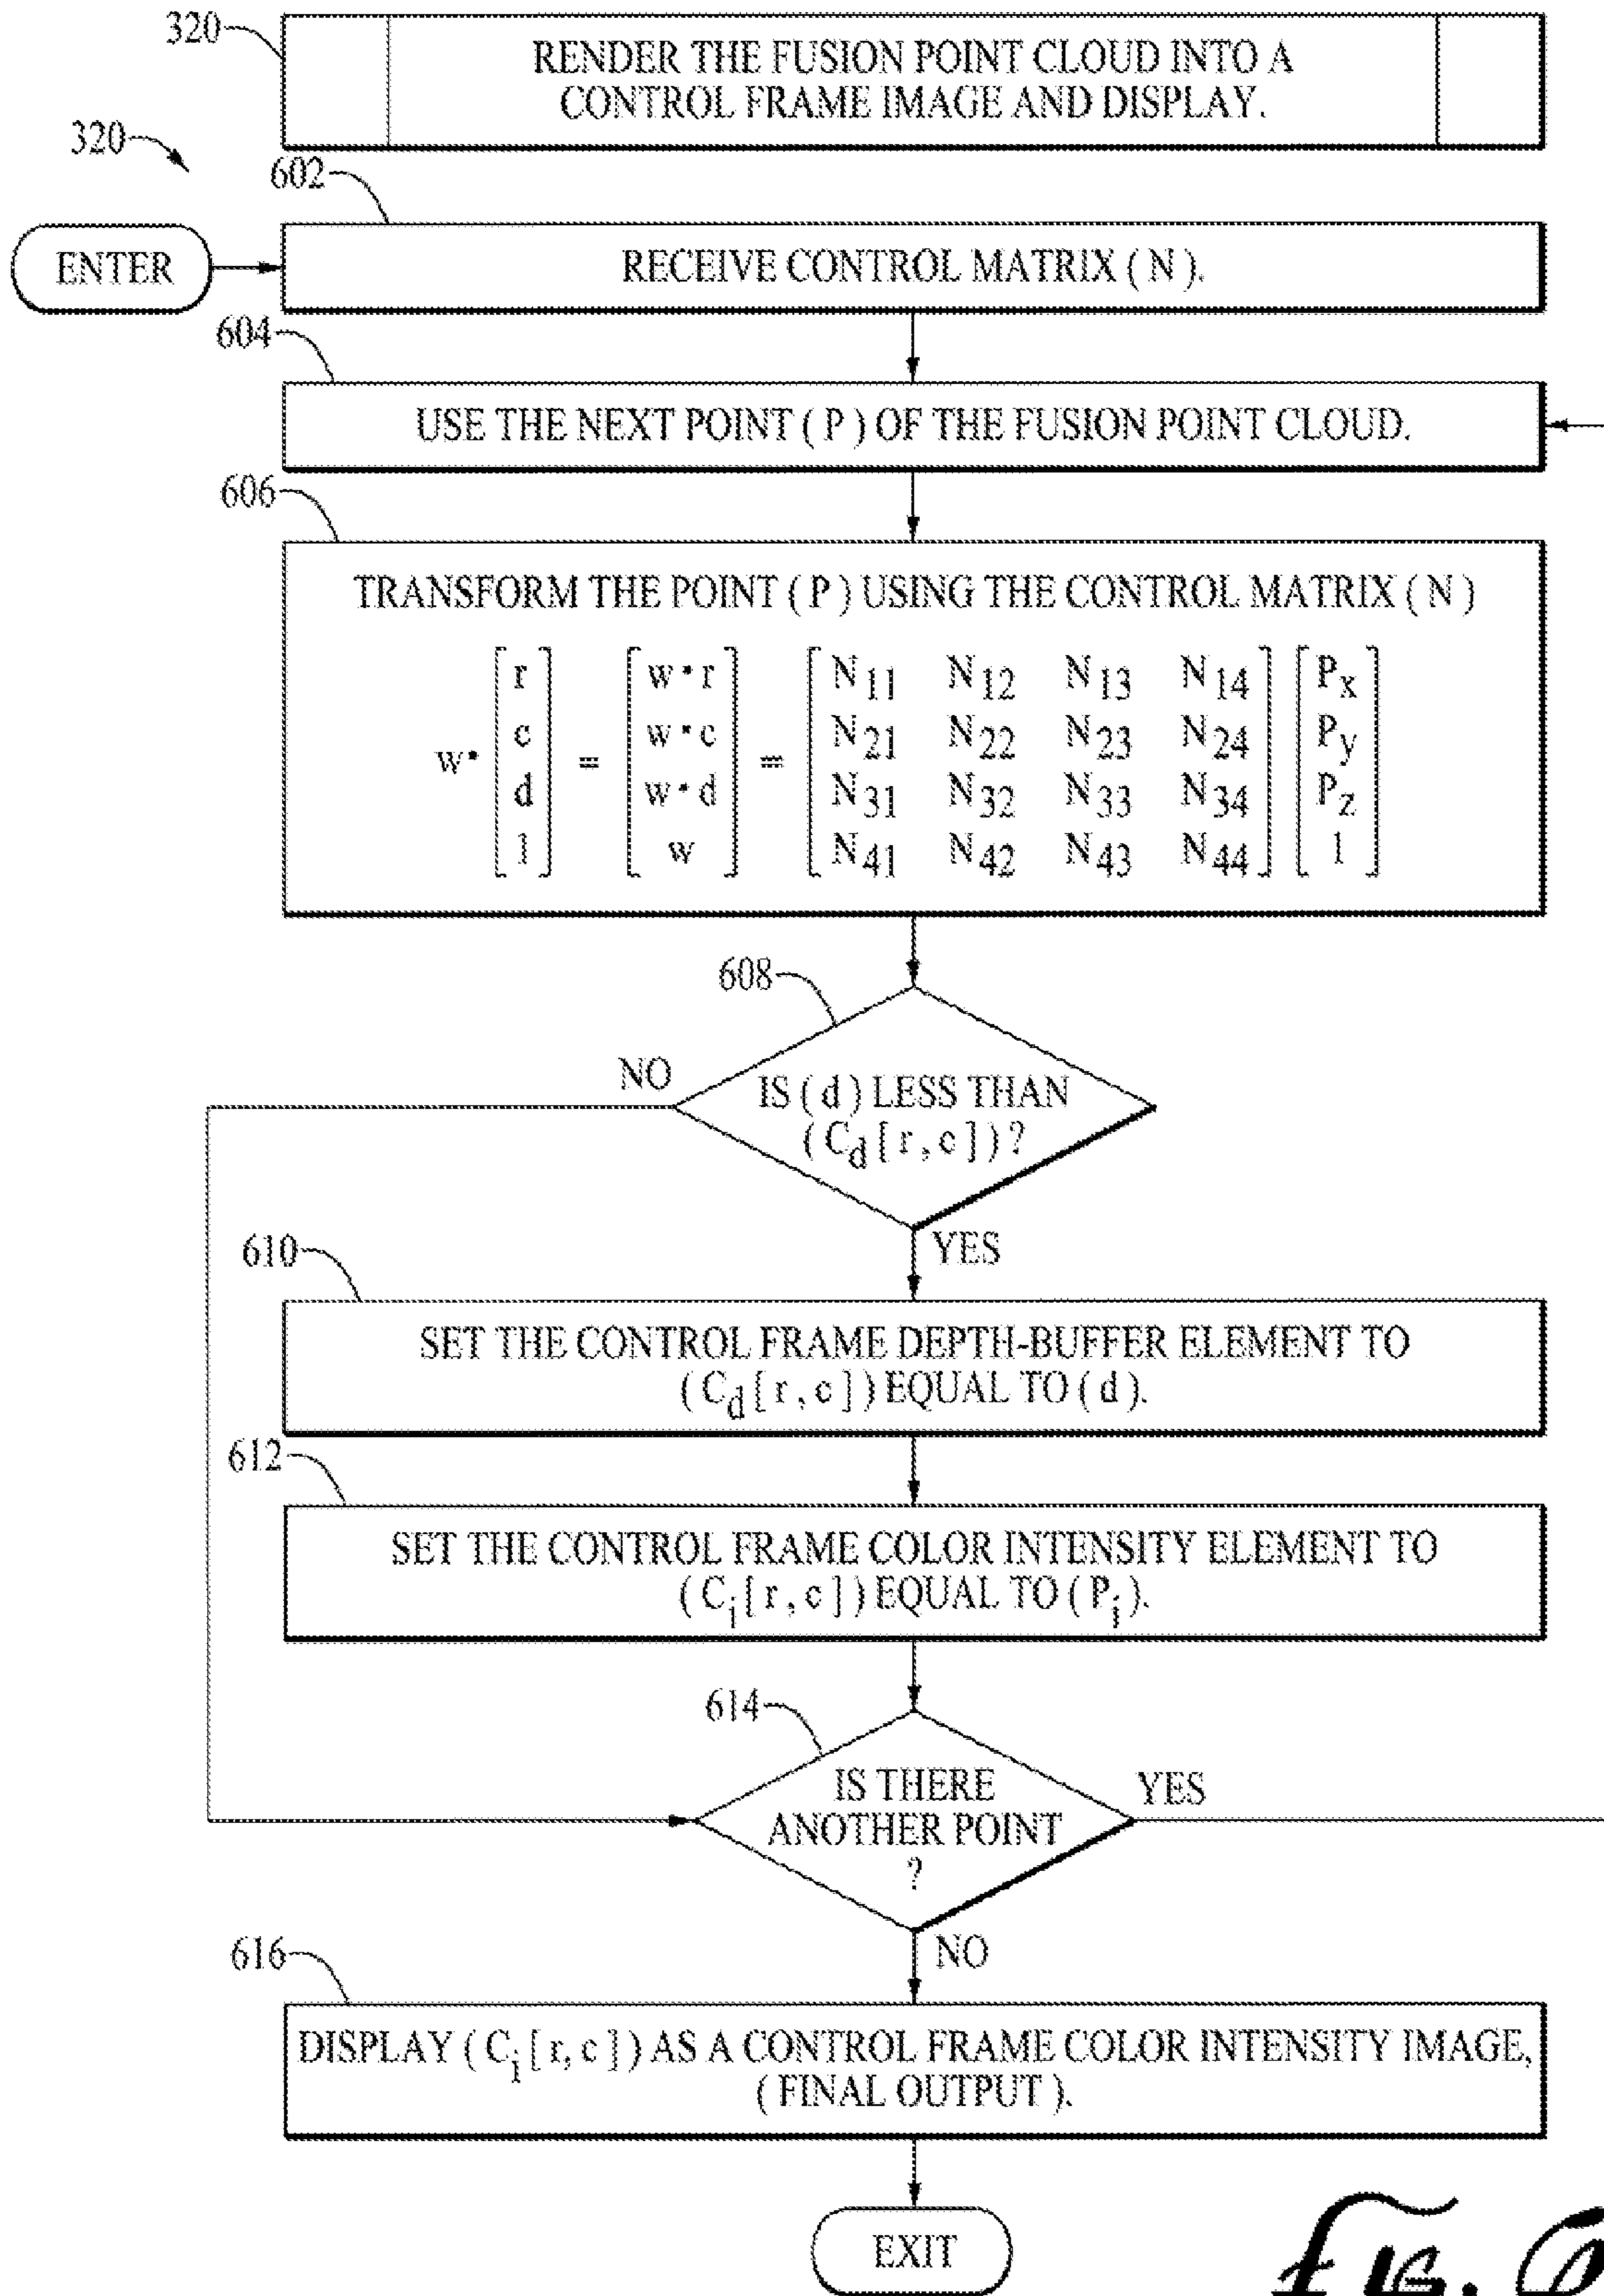 320
RENDER THE FUSION POINT CLOUD INTO A
CONTROL FRAME IMAGE AND DISPLAY.
320
602
ENTER
RECEIVE CONTROL MATRIX ( N ).
604
USE THE NEXT POINT ( P ) OF THE FUSION POINT CLOUD.
606
TRANSFORM THE POINT ( P ) USING THE CONTROL MATRIX ( N )
r w • r N11 N12 N13 N14 Px
c w • c N21 N22 N23 N24 Py
w • = =
d w • d N31 N32 N33 N34 Pz
1 w N41 N42 N43 N44 1
608
NO
IS ( d ) LESS THAN
( Cd [ r , c ] ) ?
YES
610
SET THE CONTROL FRAME DEPTH-BUFFER ELEMENT TO
( Cd [ r , c ] ) EQUAL TO ( d ).
612
SET THE CONTROL FRAME COLOR INTENSITY ELEMENT TO
( Ci [ r , c ] ) EQUAL TO ( Pi ).
614
IS THERE
ANOTHER POINT
?
YES
NO
616
DISPLAY ( Ci [ r, c ] ) AS A CONTROL FRAME COLOR INTENSITY IMAGE,
( FINAL OUTPUT ).
EXIT
FIG.